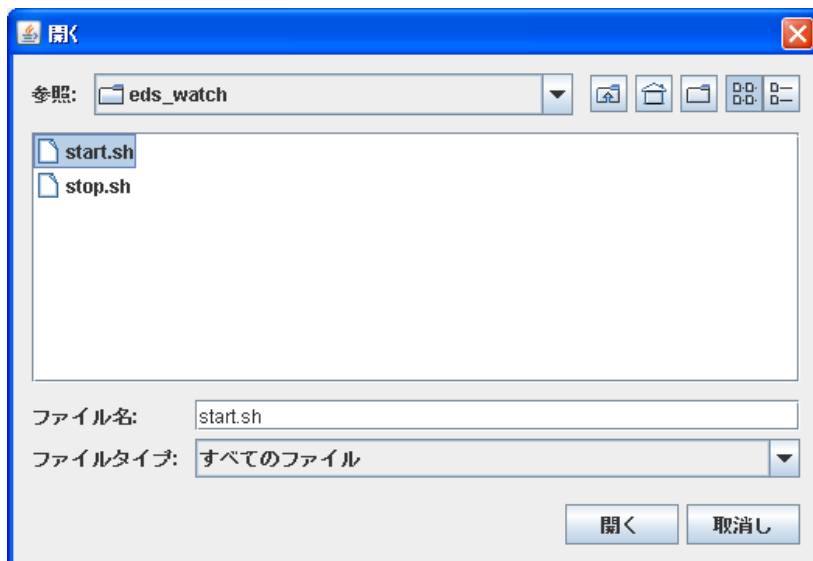 開く
参照: eds_watch
start.sh
stop.sh
ファイル名: start.sh
ファイルタイプ: すべてのファイル
開く 取消し